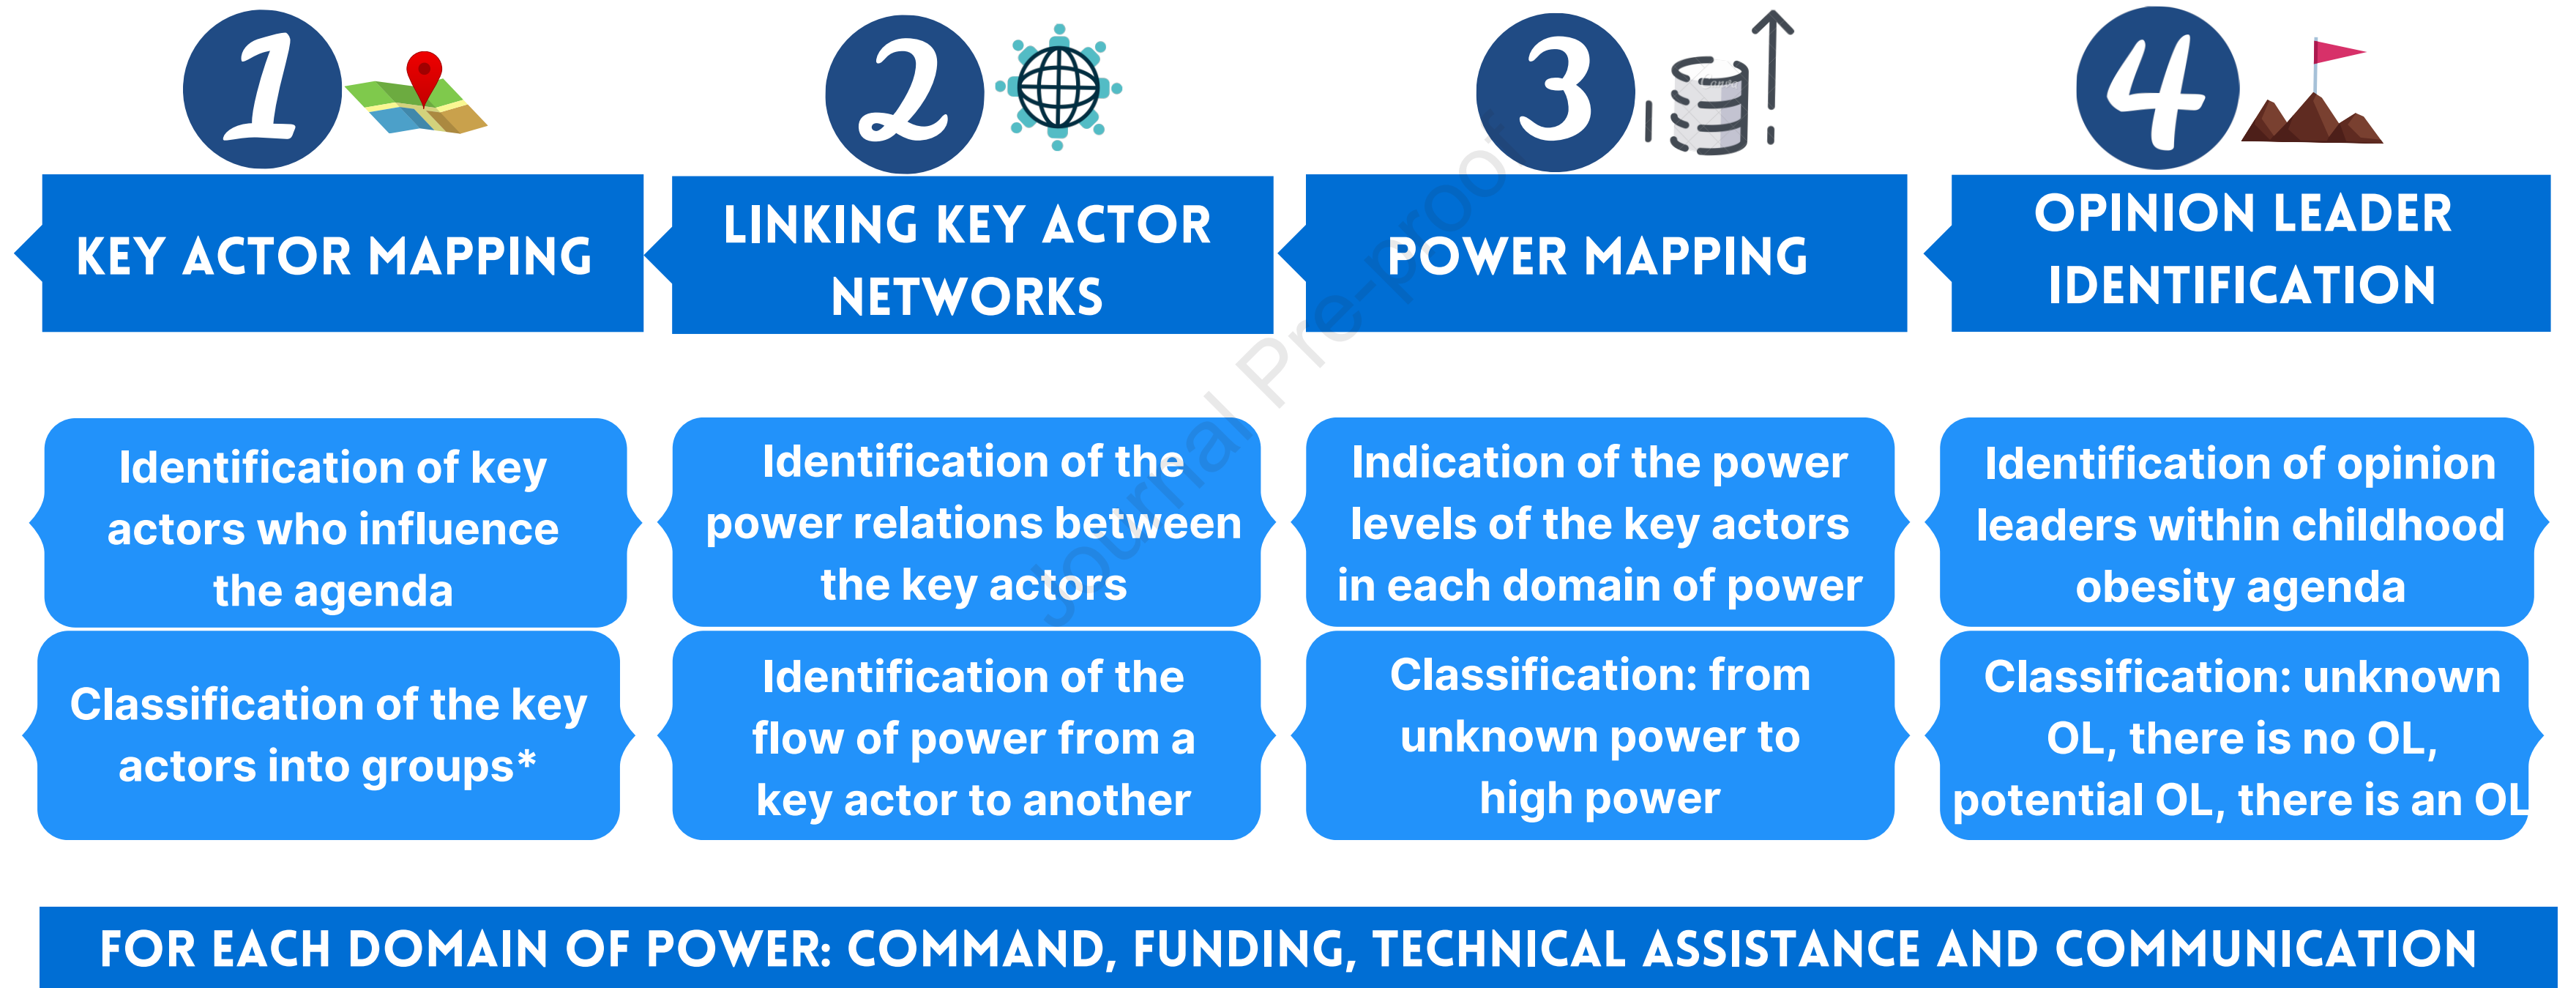 1
KEY ACTOR MAPPING
Identification of key
actors who influence
the agenda
Classification of the key
actors into groups*
2
LINKING KEY ACTOR
NETWORKS
Identification of the
power relations between
the key actors
Identification of the
flow of power from a
key actor to another
3
Canva
POWER MAPPING
Indication of the power
levels of the key actors
in each domain of power
Classification: from
unknown power to
high power
4
OPINION LEADER
IDENTIFICATION
Identification of opinion
leaders within childhood
obesity agenda
Classification: unknown
OL, there is no OL,
potential OL, there is an OL
FOR EACH DOMAIN OF POWER: COMMAND, FUNDING, TECHNICAL ASSISTANCE AND COMMUNICATION
Journal Pre-proof